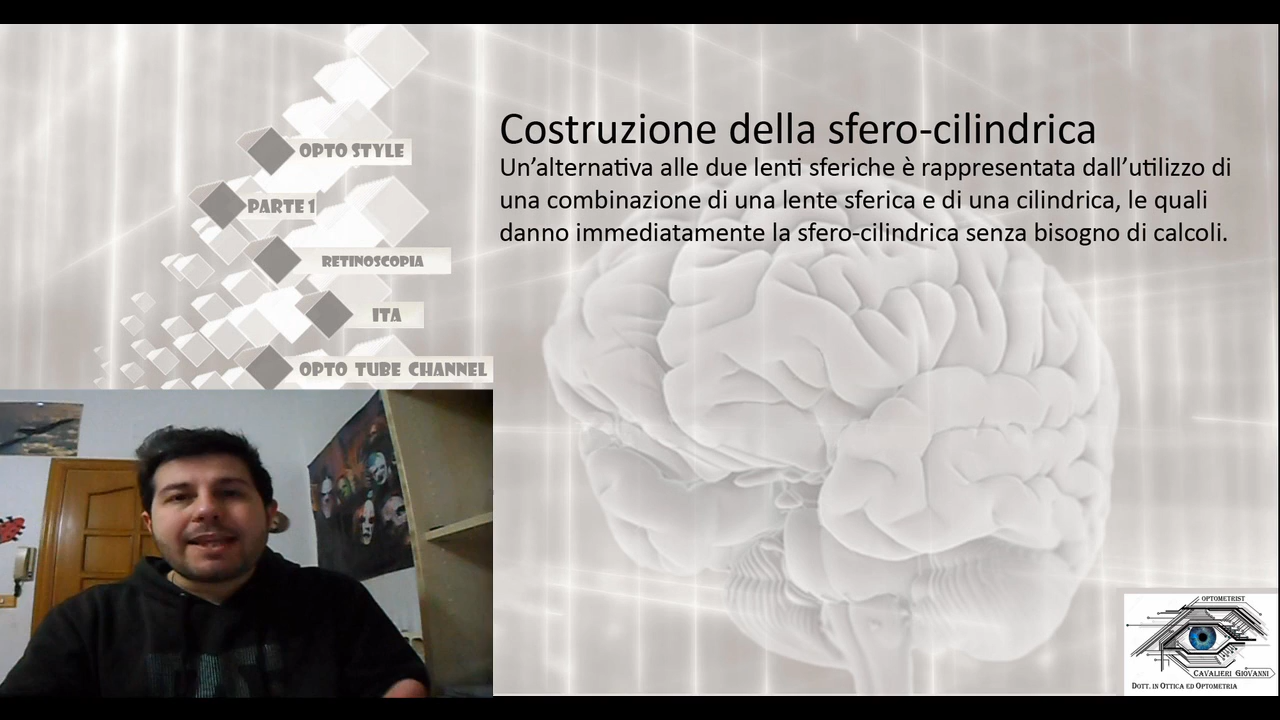 OPTO STYLE
PARTE 1
RETINOSCOPIA
ITA
OPTO TUBE CHANNEL
Costruzione della sfero-cilindrica
Un’alternativa alle due lenti sferiche è rappresentata dall’utilizzo di
una combinazione di una lente sferica e di una cilindrica, le quali
danno immediatamente la sfero-cilindrica senza bisogno di calcoli.
OPTOMETRIST
CAVALIERI GIOVANNI
DOTT. IN OTTICA ED OPTOMETRIA